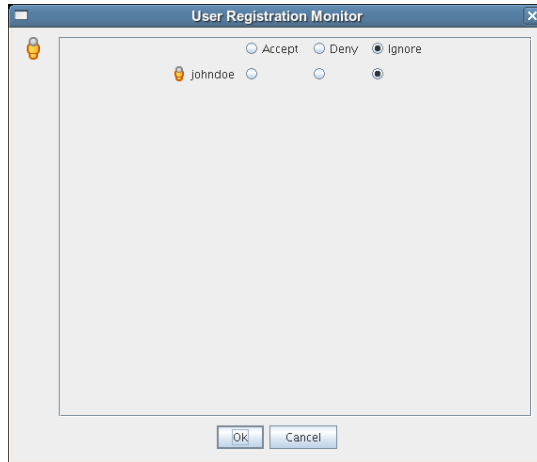 User Registration Monitor
Accept Deny Ignore
johndoe
Ok Cancel